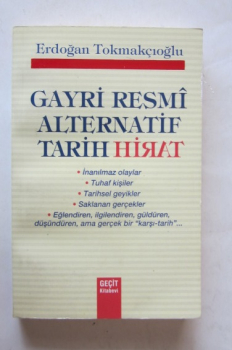 Erdoğan Tokmakçıoğlu
GAYRİ RESMÎ
ALTERNATİF
TARİH HİЯAT
• İnanılmaz olaylar
• Tuhaf kişiler
• Tarihsel geyikler
• Saklanan gerçekler
• Eğlendiren, ilgilendiren, güldüren,
düşündüren, ama gerçek bir "karşı-tarih"...
GEÇİT
Kitabevi